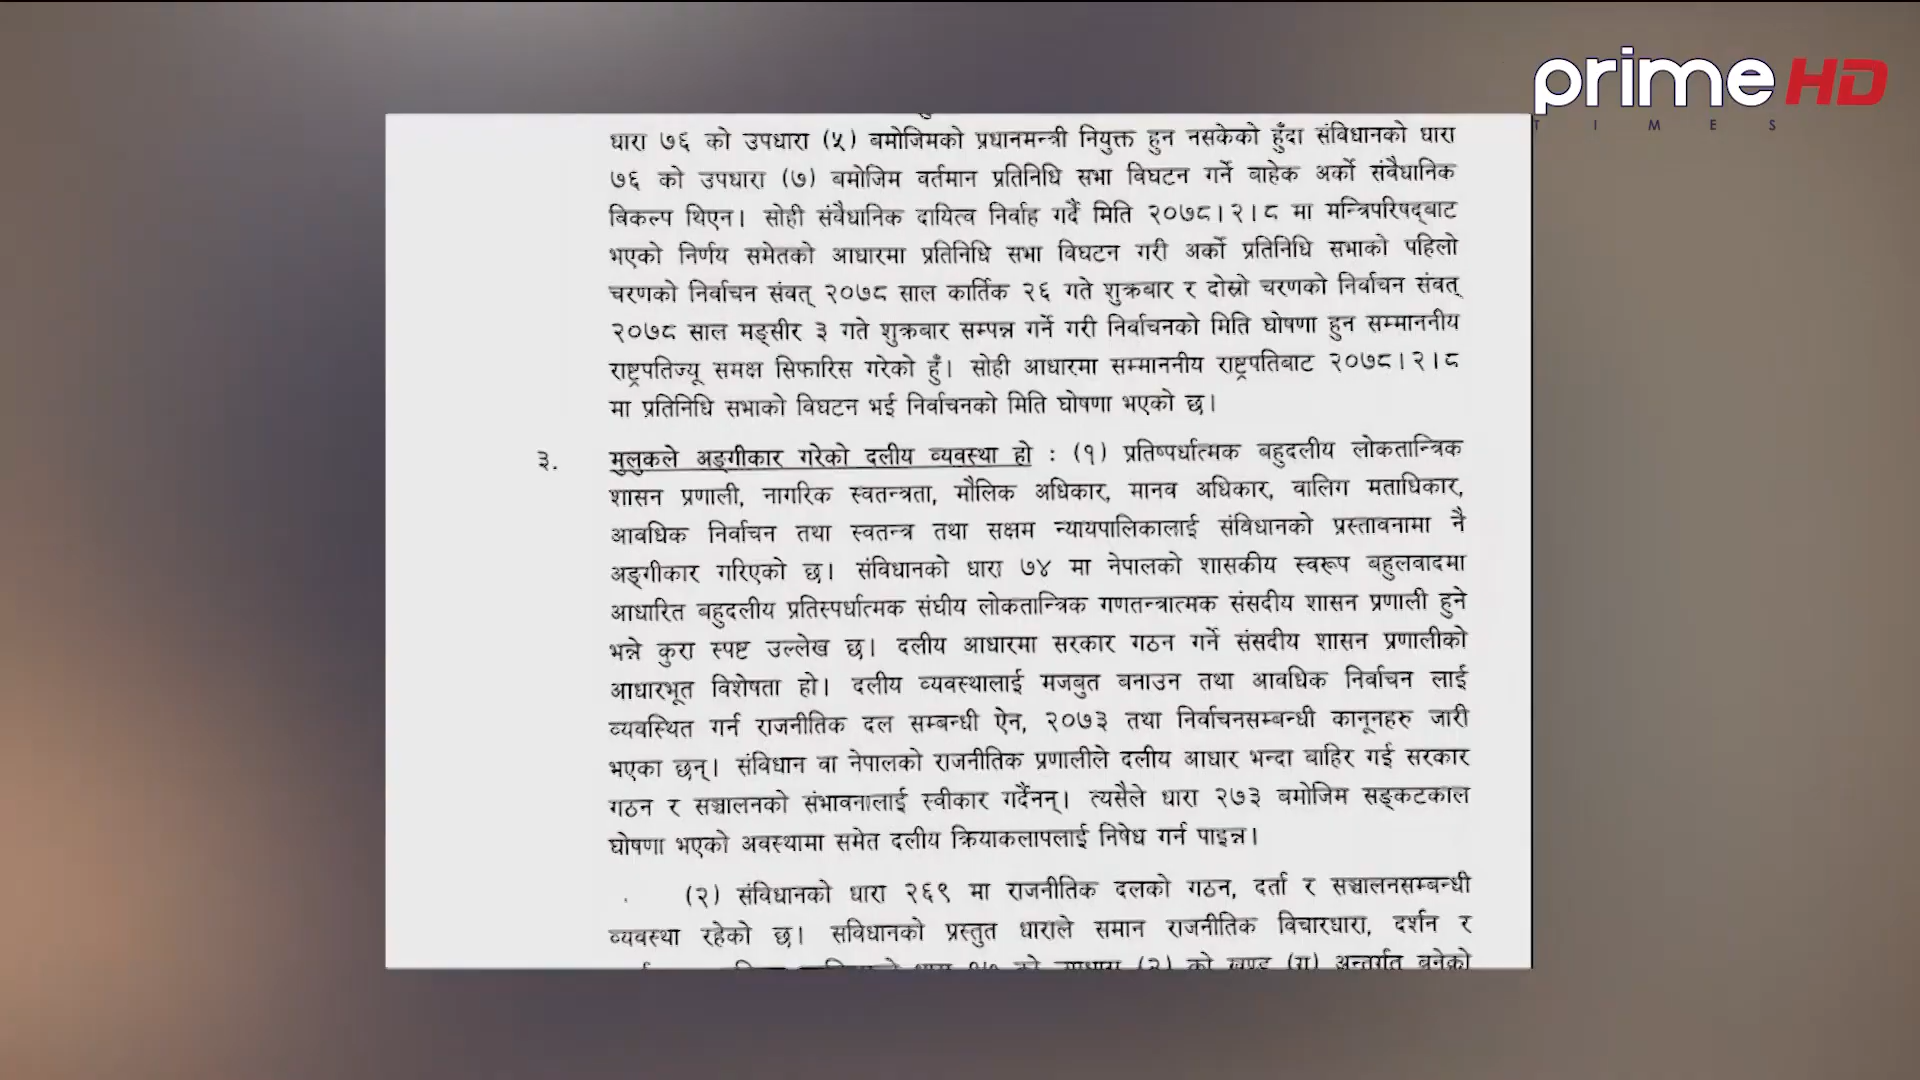 prime HD
TIMES
धारा ७६ को उपधारा (५) बमोजिमको प्रधानमन्त्री नियुक्त हुन नसकेको हुँदा संविधानको धारा
७६ को उपधारा (७) बमोजिम वर्तमान प्रतिनिधि सभा विघटन गर्ने बाहेक अर्को संवैधानिक
विकल्प थिएन। सोही संवैधानिक दायित्व निर्वाह गर्दै मिति २०७८।२।८ मा मन्त्रिपरिषद्‌बाट
भएको निर्णय समेतको आधारमा प्रतिनिधि सभा विघटन गरी अर्को प्रतिनिधि सभाको पहिलो
चरणको निर्वाचन संवत् २०७८ साल कार्तिक २६ गते शुक्रबार र दोस्रो चरणको निर्वाचन संवत्
२०७८ साल मङ्सीर ३ गते शुक्रबार सम्पन्न गर्ने गरी निर्वाचनको मिति घोषणा हुन सम्माननीय
राष्ट्रपतिज्यू समक्ष सिफारिस गरेको हुँ। सोही आधारमा सम्माननीय राष्ट्रपतिबाट २०७८।२।८
मा प्रतिनिधि सभाको विघटन भई निर्वाचनको मिति घोषणा भएको छ।
३. मुलुकले अङ्गीकार गरेको दलीय व्यवस्था हो : (१) प्रतिष्पर्धात्मक बहुदलीय लोकतान्त्रिक
शासन प्रणाली, नागरिक स्वतन्त्रता, मौलिक अधिकार, मानव अधिकार, वालिग मताधिकार,
आवधिक निर्वाचन तथा स्वतन्त्र तथा सक्षम न्यायपालिकालाई संविधानको प्रस्तावनामा नै
अङ्गीकार गरिएको छ। संविधानको धारा ७४ मा नेपालको शासकीय स्वरूप बहुलवादमा
आधारित बहुदलीय प्रतिस्पर्धात्मक संघीय लोकतान्त्रिक गणतन्त्रात्मक संसदीय शासन प्रणाली हुने
भन्ने कुरा स्पष्ट उल्लेख छ। दलीय आधारमा सरकार गठन गर्ने संसदीय शासन प्रणालीको
आधारभूत विशेषता हो। दलीय व्यवस्थालाई मजबुत बनाउन तथा आवधिक निर्वाचन लाई
व्यवस्थित गर्न राजनीतिक दल सम्बन्धी ऐन, २०७३ तथा निर्वाचनसम्बन्धी कानूनहरु जारी
भएका छन्। संविधान वा नेपालको राजनीतिक प्रणालीले दलीय आधार भन्दा बाहिर गई सरकार
गठन र सञ्चालनको संभावनालाई स्वीकार गर्दैनन्। त्यसैले धारा २७३ बमोजिम सङ्कटकाल
घोषणा भएको अवस्थामा समेत दलीय क्रियाकलापलाई निषेध गर्न पाइन्न।
(२) संविधानको धारा २६९ मा राजनीतिक दलको गठन, दर्ता र सञ्चालनसम्बन्धी
व्यवस्था रहेको छ। सविधानको प्रस्तुत धाराले समान राजनीतिक विचारधारा, दर्शन र
धारा १७ को उपधारा (२) को खण्ड (ग) अन्तर्गत बनेको